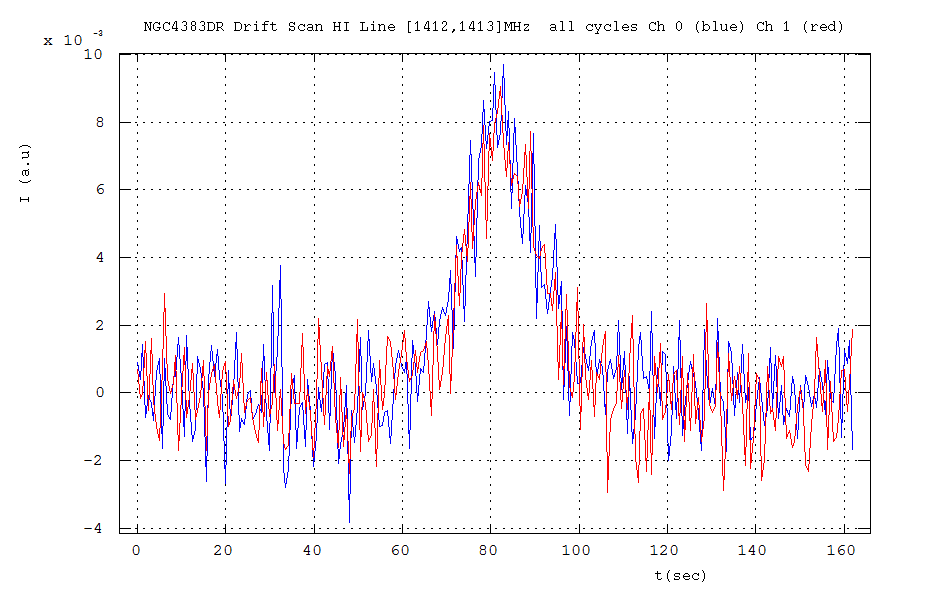 NGC4383DR Drift Scan HI Line [1412,1413]MHz  all cycles Ch 0 (blue) Ch 1 (red)
x 10 -3
10
8
6
4
2
0
-2
-4
I (a.u)
0 20 40 60 80 100 120 140 160
t(sec)